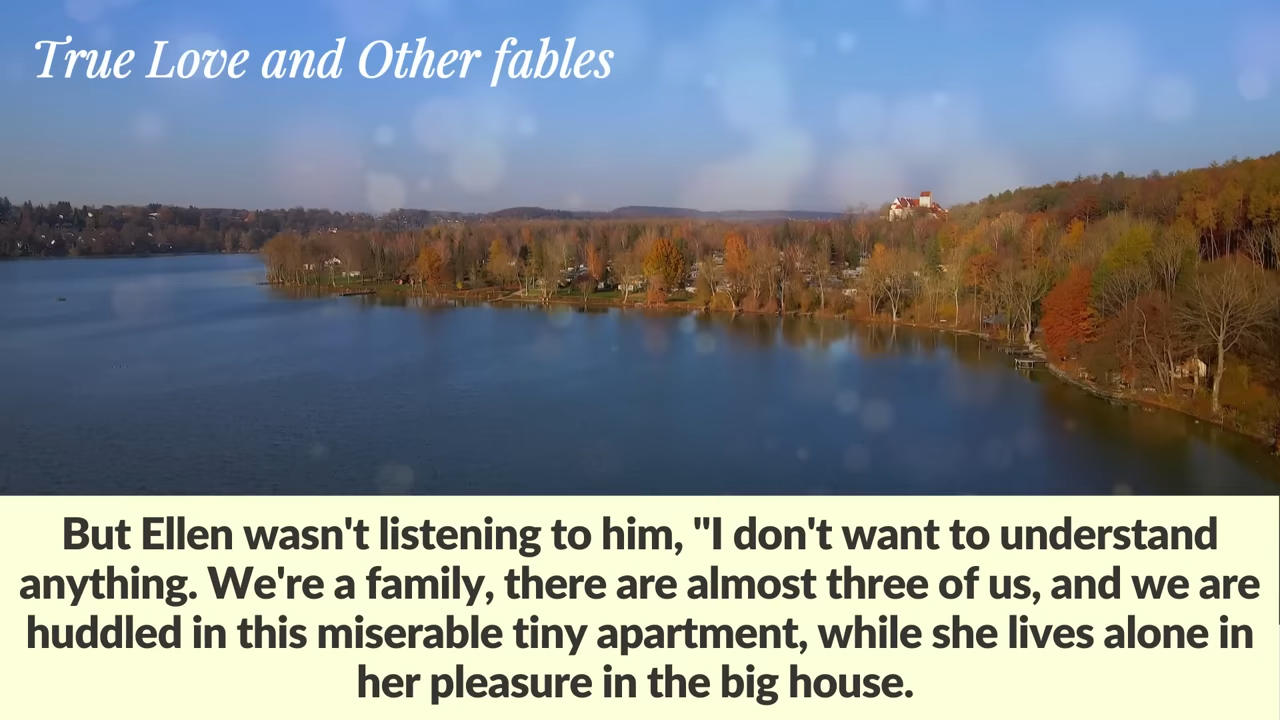 True Love and Other fables
But Ellen wasn't listening to him, "I don't want to understand
anything. We're a family, there are almost three of us, and we are
huddled in this miserable tiny apartment, while she lives alone in
her pleasure in the big house.